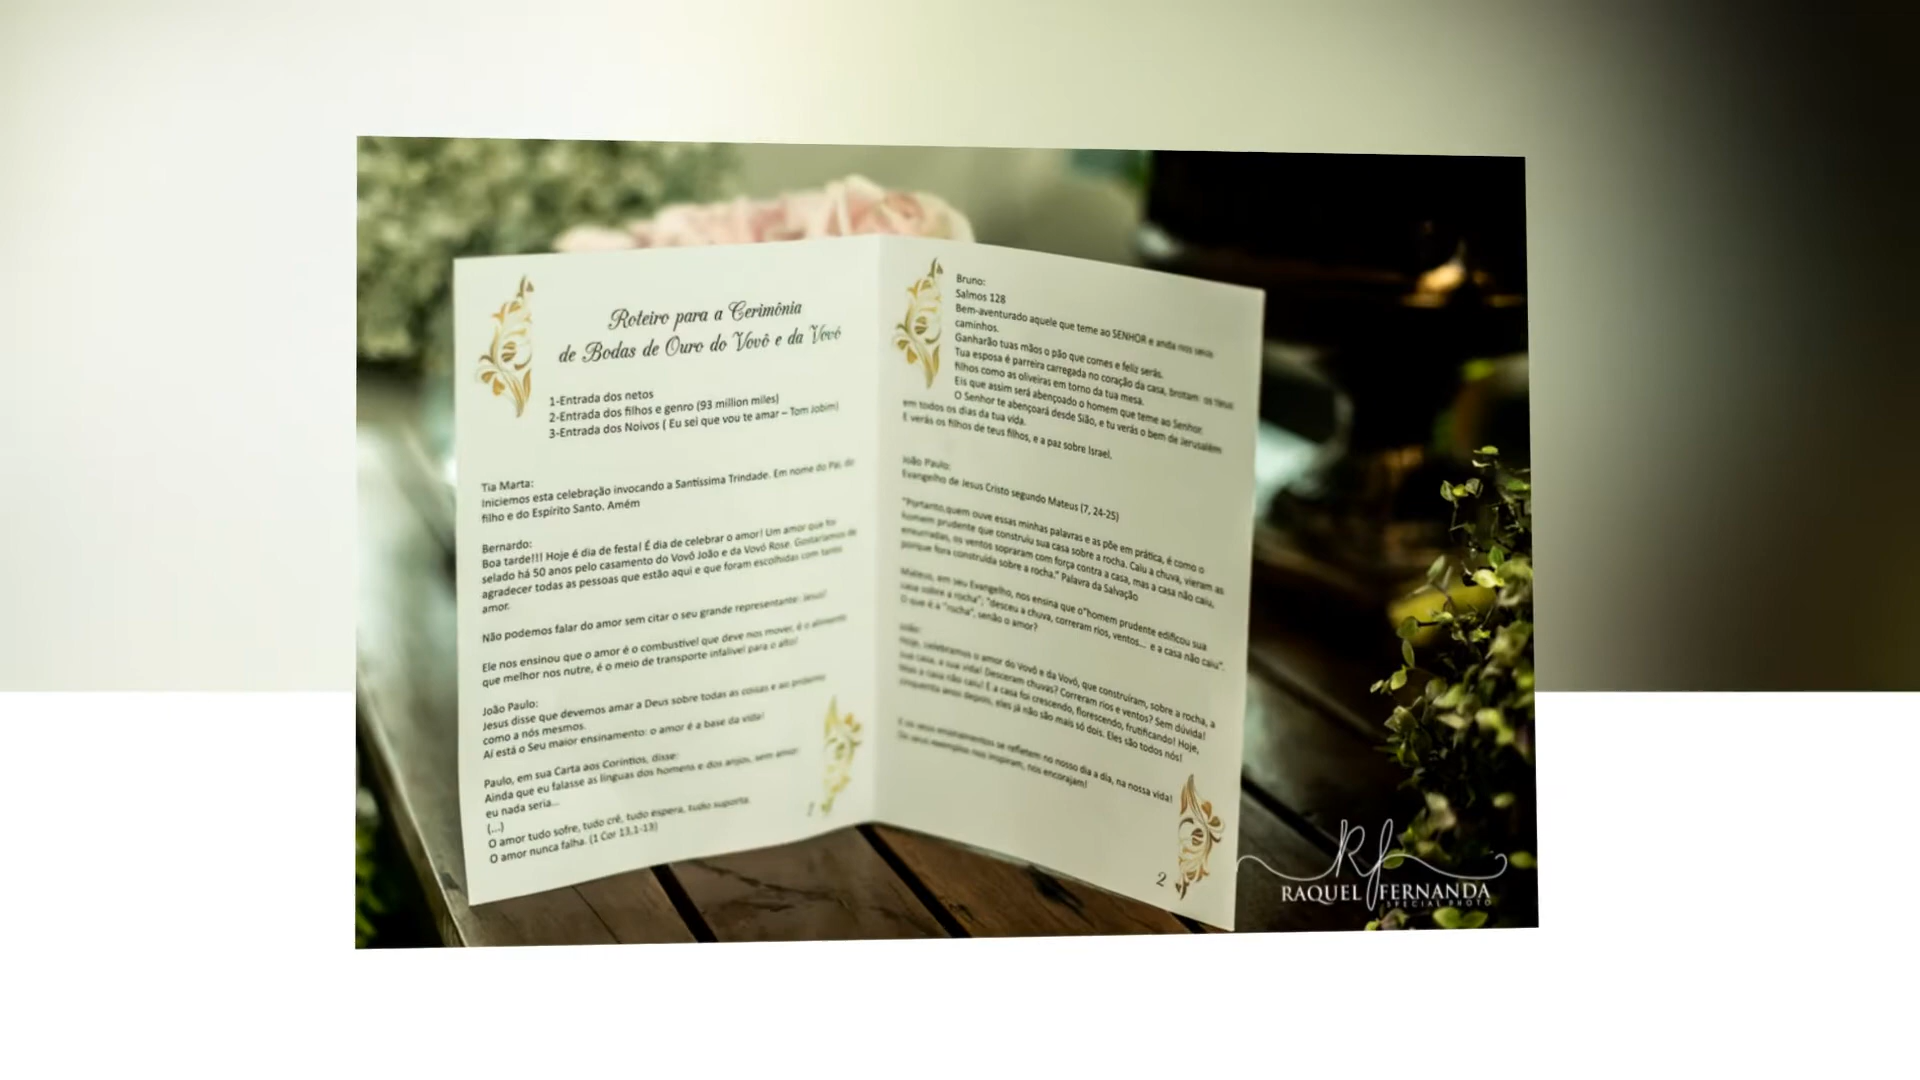 Roteiro para a Cerimônia
de Bodas de Ouro do Vovô e da Vovó
1-Entrada dos netos
2-Entrada dos filhos e genro (93 million miles)
3-Entrada dos Noivos ( Eu sei que vou te amar – Tom Jobim)
Tia Marta:
Iniciemos esta celebração invocando a Santíssima Trindade. Em nome do Pai, do
filho e do Espírito Santo. Amém
Bernardo:
Boa tarde!!! Hoje é dia de festa! É dia de celebrar o amor! Um amor que foi
selado há 50 anos pelo casamento do Vovô João e da Vovó Rose. Gostaríamos de
agradecer todas as pessoas que estão aqui e que foram escolhidas com tanto
amor.
Não podemos falar do amor sem citar o seu grande representante: Jesus!
Ele nos ensinou que o amor é o combustível que deve nos mover, é o alimento
que melhor nos nutre, é o meio de transporte infalível para o alto!
João Paulo:
Jesus disse que devemos amar a Deus sobre todas as coisas e ao próximo
como a nós mesmos.
Aí está o Seu maior ensinamento: o amor é a base da vida!
Paulo, em sua Carta aos Coríntios, disse:
Ainda que eu falasse as línguas dos homens e dos anjos, sem amor
eu nada seria...
(...)
O amor tudo sofre, tudo crê, tudo espera, tudo suporta.
O amor nunca falha. (1 Cor 13,1-13)
1
Bruno:
Salmos 128
Bem-aventurado aquele que teme ao SENHOR e anda nos seus
caminhos.
Ganharão tuas mãos o pão que comes e feliz serás.
Tua esposa é parreira carregada no coração da casa, brotam os teus
filhos como as oliveiras em torno da tua mesa.
Eis que assim será abençoado o homem que teme ao Senhor.
O Senhor te abençoará desde Sião, e tu verás o bem de Jerusalém
em todos os dias da tua vida.
E verás os filhos de teus filhos, e a paz sobre Israel.
João Paulo:
Evangelho de Jesus Cristo segundo Mateus (7, 24-25)
"Portanto,quem ouve essas minhas palavras e as põe em prática, é como o
homem prudente que construiu sua casa sobre a rocha. Caiu a chuva, vieram as
enxurradas, os ventos sopraram com força contra a casa, mas a casa não caiu,
porque fora construída sobre a rocha." Palavra da Salvação
Mateus, em seu Evangelho, nos ensina que o"homem prudente edificou sua
casa sobre a rocha"; "desceu a chuva, correram rios, ventos... e a casa não caiu".
O que é a "rocha", senão o amor?
João:
Hoje, celebramos o amor do Vovô e da Vovó, que construíram, sobre a rocha, a
sua casa, a sua vida! Desceram chuvas? Correram rios e ventos? Sem dúvida!
Mas a casa não caiu! E a casa foi crescendo, florescendo, frutificando! Hoje,
cinquenta anos depois, eles já não são mais só dois. Eles são todos nós!
E os seus ensinamentos se refletem no nosso dia a dia, na nossa vida!
Os seus exemplos nos inspiram, nos encorajam!
2
RF
RAQUEL FERNANDA
SPECIAL PHOTO